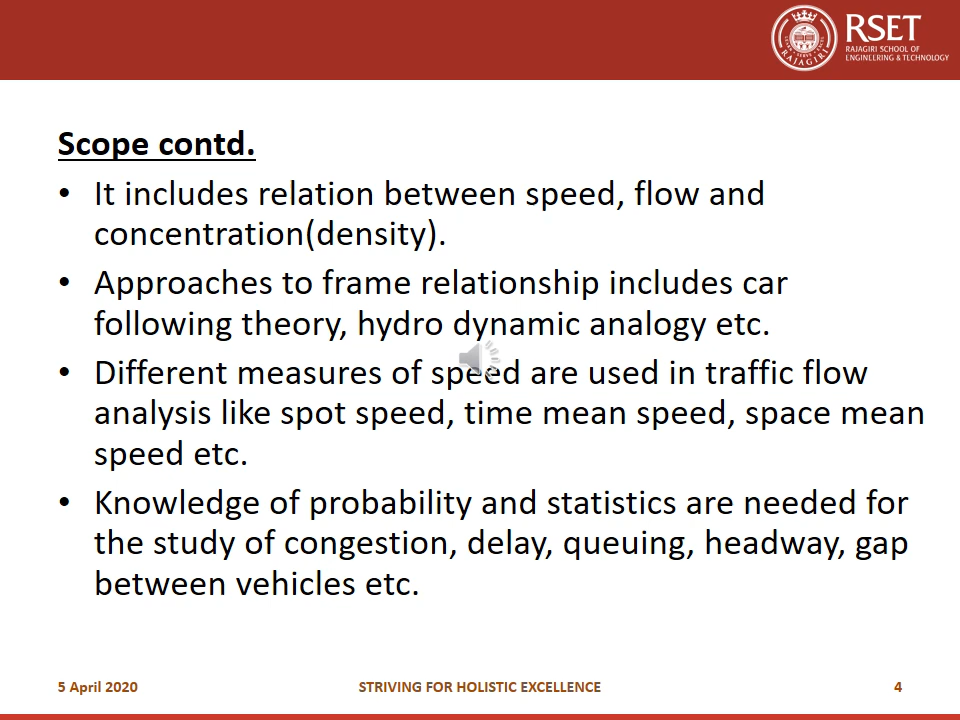 RSET
RAJAGIRI SCHOOL OF
ENGINEERING & TECHNOLOGY
RAJAGIRI
Scope contd.
• It includes relation between speed, flow and
concentration(density).
• Approaches to frame relationship includes car
following theory, hydro dynamic analogy etc.
• Different measures of speed are used in traffic flow
analysis like spot speed, time mean speed, space mean
speed etc.
• Knowledge of probability and statistics are needed for
the study of congestion, delay, queuing, headway, gap
between vehicles etc.
5 April 2020
STRIVING FOR HOLISTIC EXCELLENCE
4